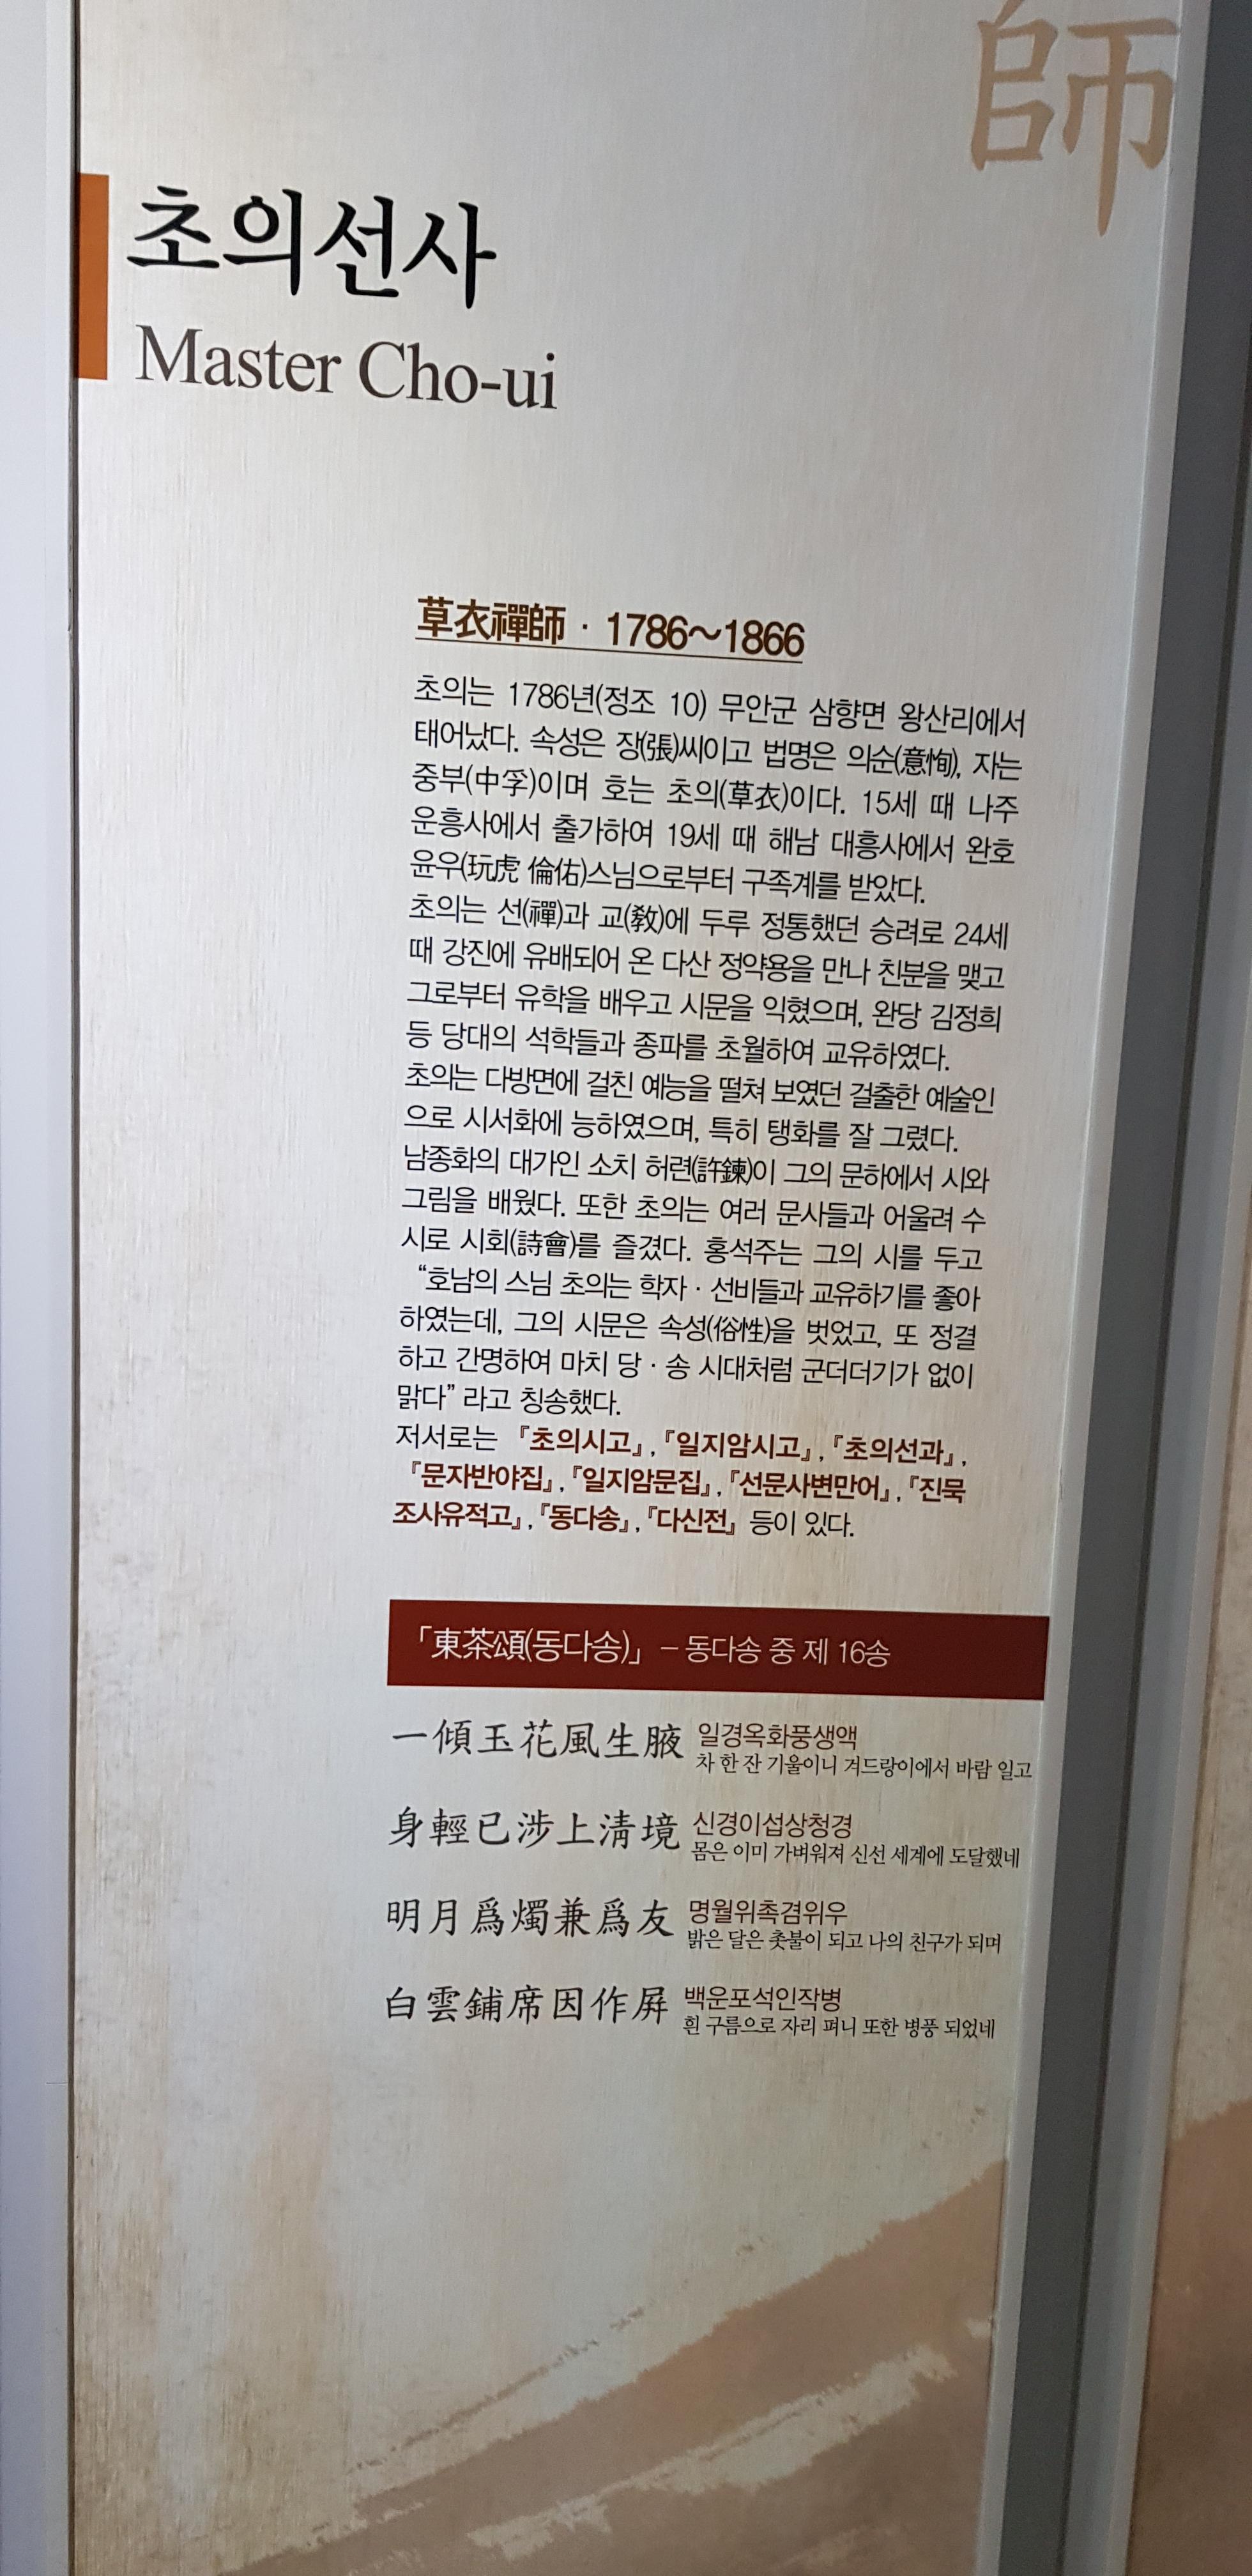 師
초의선사
Master Cho-ui
草衣禪師 · 1786~1866
초의는 1786년(정조 10) 무안군 삼향면 왕산리에서
태어났다. 속성은 장(張)씨이고 법명은 의순(意恂), 자는
중부(中孚)이며 호는 초의(草衣)이다. 15세 때 나주
운흥사에서 출가하여 19세 때 해남 대흥사에서 완호
윤우(玩虎 倫佑)스님으로부터 구족계를 받았다.
초의는 선(禪)과 교(敎)에 두루 정통했던 승려로 24세
때 강진에 유배되어 온 다산 정약용을 만나 친분을 맺고
그로부터 유학을 배우고 시문을 익혔으며, 완당 김정희
등 당대의 석학들과 종파를 초월하여 교유하였다.
초의는 다방면에 걸친 예능을 떨쳐 보였던 걸출한 예술인
으로 시서화에 능하였으며, 특히 탱화를 잘 그렸다.
남종화의 대가인 소치 허련(許鍊)이 그의 문하에서 시와
그림을 배웠다. 또한 초의는 여러 문사들과 어울려 수
시로 시회(詩會)를 즐겼다. 홍석주는 그의 시를 두고
“호남의 스님 초의는 학자 · 선비들과 교유하기를 좋아
하였는데, 그의 시문은 속성(俗性)을 벗었고, 또 정결
하고 간명하여 마치 당 · 송 시대처럼 군더더기가 없이
맑다” 라고 칭송했다.
저서로는 『초의시고』, 『일지암시고』, 『초의선과』,
『문자반야집』, 『일지암문집』, 『선문사변만어』, 『진묵
조사유적고』, 『동다송』, 『다신전』 등이 있다.
「東茶頌(동다송)」 – 동다송 중 제 16송
一傾玉花風生腋 일경옥화풍생액
차 한 잔 기울이니 겨드랑이에서 바람 일고
身輕已涉上淸境 신경이섭상청경
몸은 이미 가벼워져 신선 세계에 도달했네
明月爲燭兼爲友 명월위촉겸위우
밝은 달은 촛불이 되고 나의 친구가 되며
白雲鋪席因作屛 백운포석인작병
흰 구름으로 자리 펴니 또한 병풍 되었네